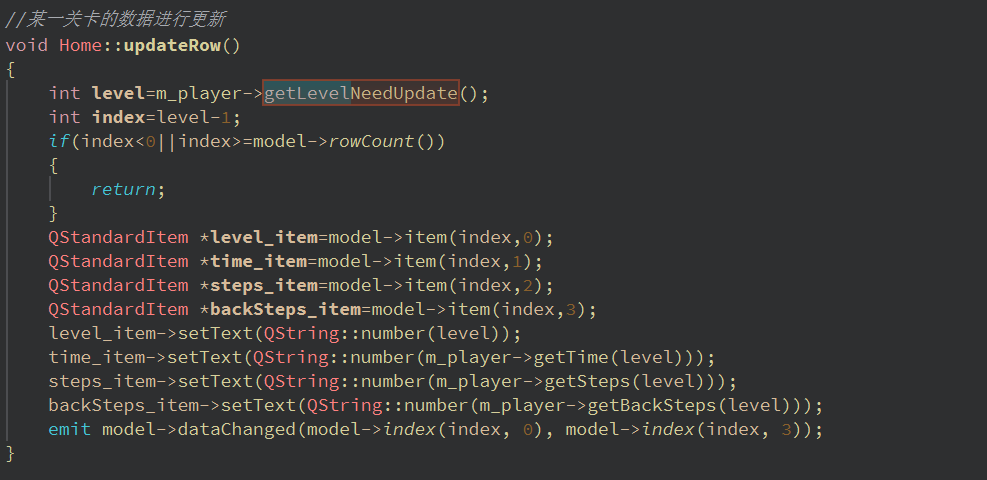 //某一关卡的数据进行更新
void Home::updateRow()
{
    int level=m_player->getLevelNeedUpdate();
    int index=level-1;
    if(index<0||index>=model->rowCount())
    {
        return;
    }
    QStandardItem *level_item=model->item(index,0);
    QStandardItem *time_item=model->item(index,1);
    QStandardItem *steps_item=model->item(index,2);
    QStandardItem *backSteps_item=model->item(index,3);
    level_item->setText(QString::number(level));
    time_item->setText(QString::number(m_player->getTime(level)));
    steps_item->setText(QString::number(m_player->getSteps(level)));
    backSteps_item->setText(QString::number(m_player->getBackSteps(level)));
    emit model->dataChanged(model->index(index, 0), model->index(index, 3));
}